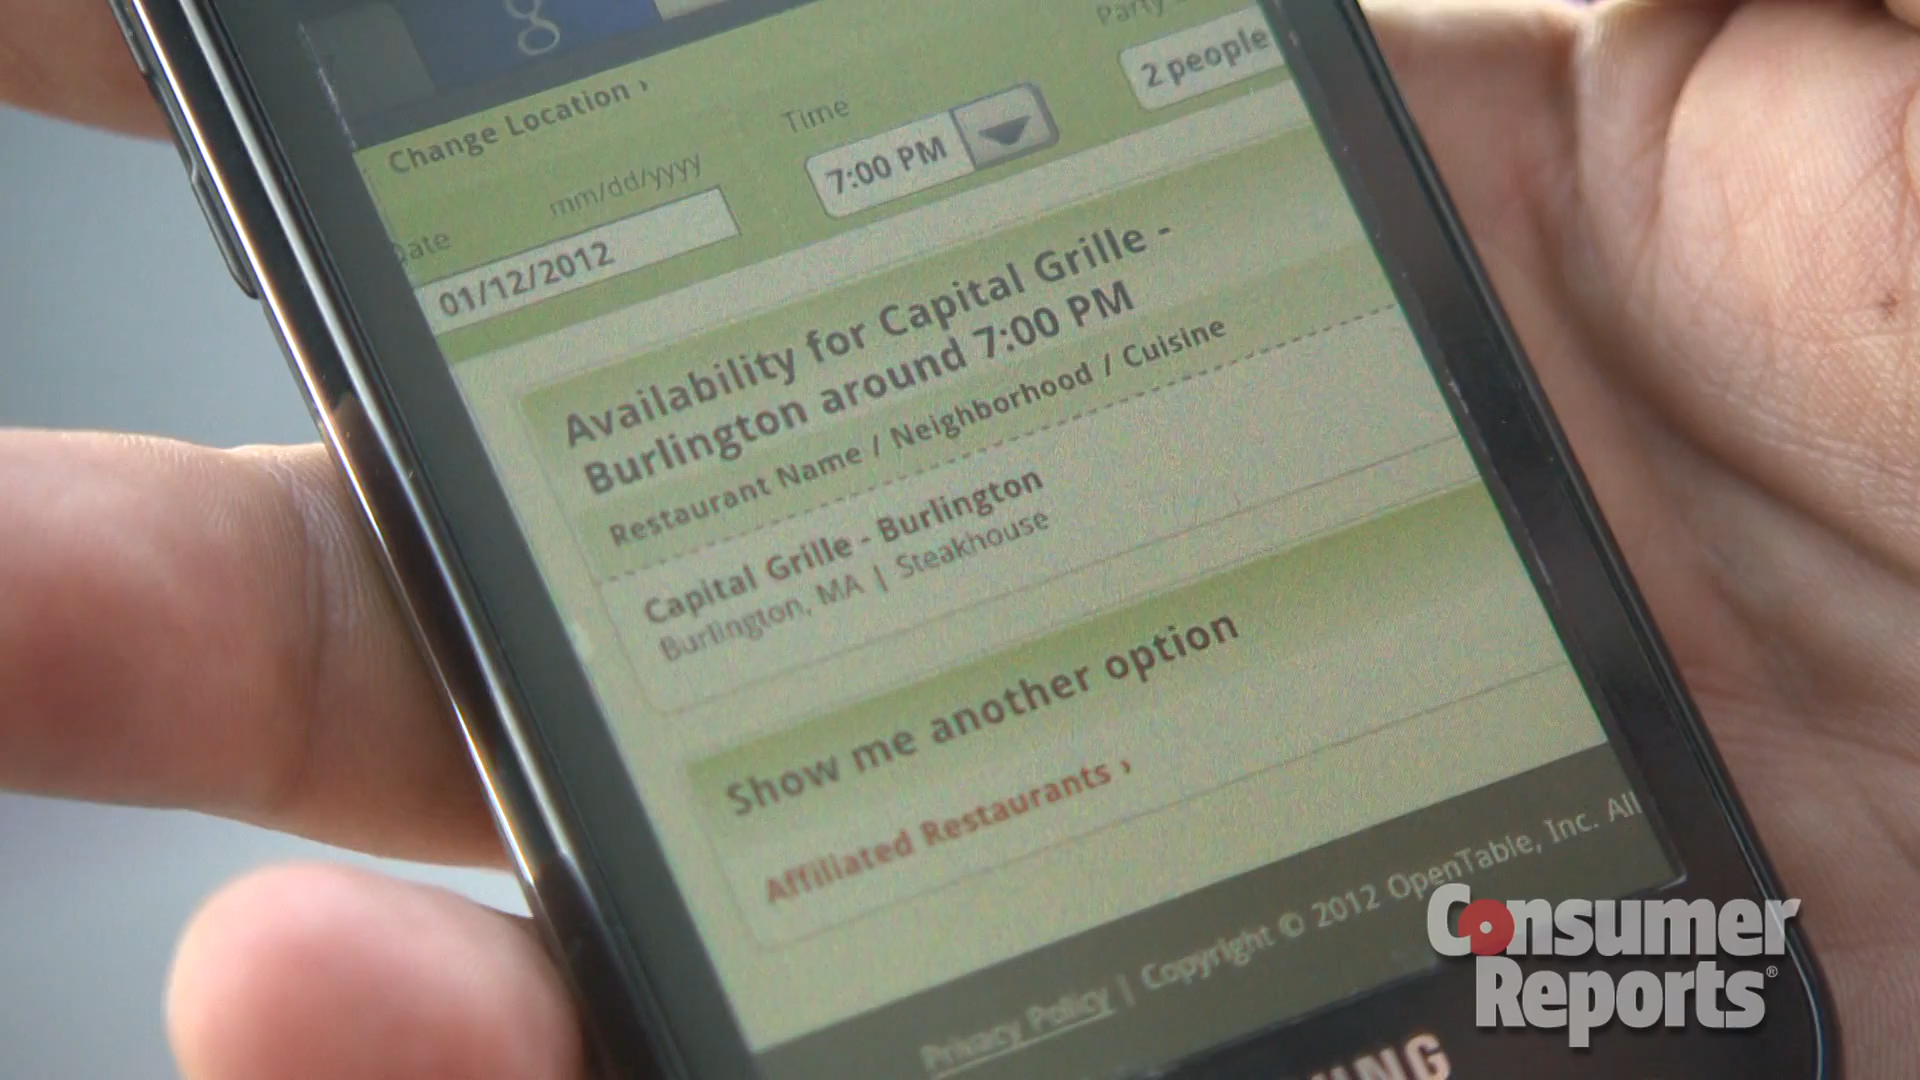 g
Change Location ›
Party
mm/dd/yyyy
Time
2 people
Date
7:00 PM
01/12/2012
Availability for Capital Grille -
Burlington around 7:00 PM
Restaurant Name / Neighborhood / Cuisine
Capital Grille - Burlington
Burlington, MA | Steakhouse
Show me another option
Affiliated Restaurants ›
Privacy Policy | Copyright © 2012 OpenTable, Inc. All
Consumer
Reports®